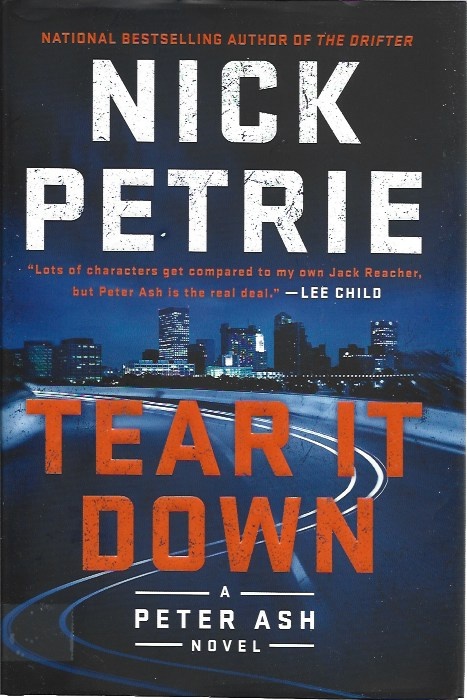 NATIONAL BESTSELLING AUTHOR OF THE DRIFTER
NICK
PETRIE
"Lots of characters get compared to my own Jack Reacher,
but Peter Ash is the real deal." —LEE CHILD
TEAR IT
DOWN
A
PETER ASH
NOVEL